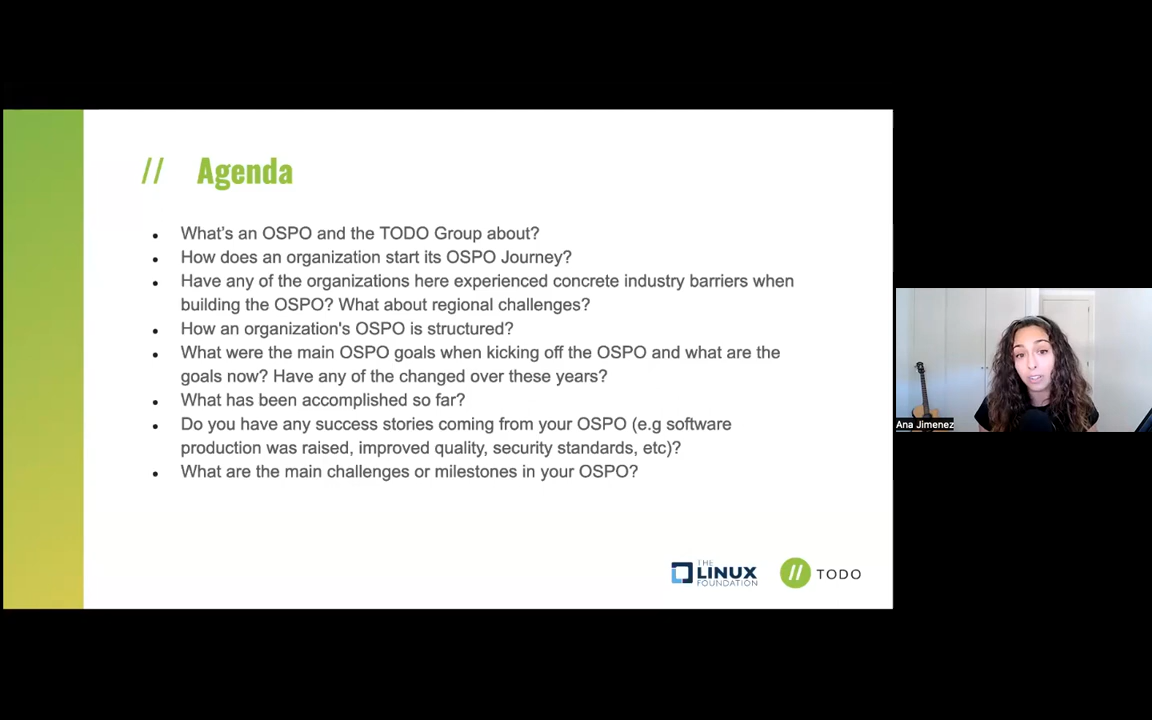 // Agenda
• What's an OSPO and the TODO Group about?
• How does an organization start its OSPO Journey?
• Have any of the organizations here experienced concrete industry barriers when
building the OSPO? What about regional challenges?
• How an organization's OSPO is structured?
• What were the main OSPO goals when kicking off the OSPO and what are the
goals now? Have any of the changed over these years?
• What has been accomplished so far?
• Do you have any success stories coming from your OSPO (e.g software
production was raised, improved quality, security standards, etc)?
• What are the main challenges or milestones in your OSPO?
THE
LINUX
FOUNDATION
// TODO
Ana Jimenez